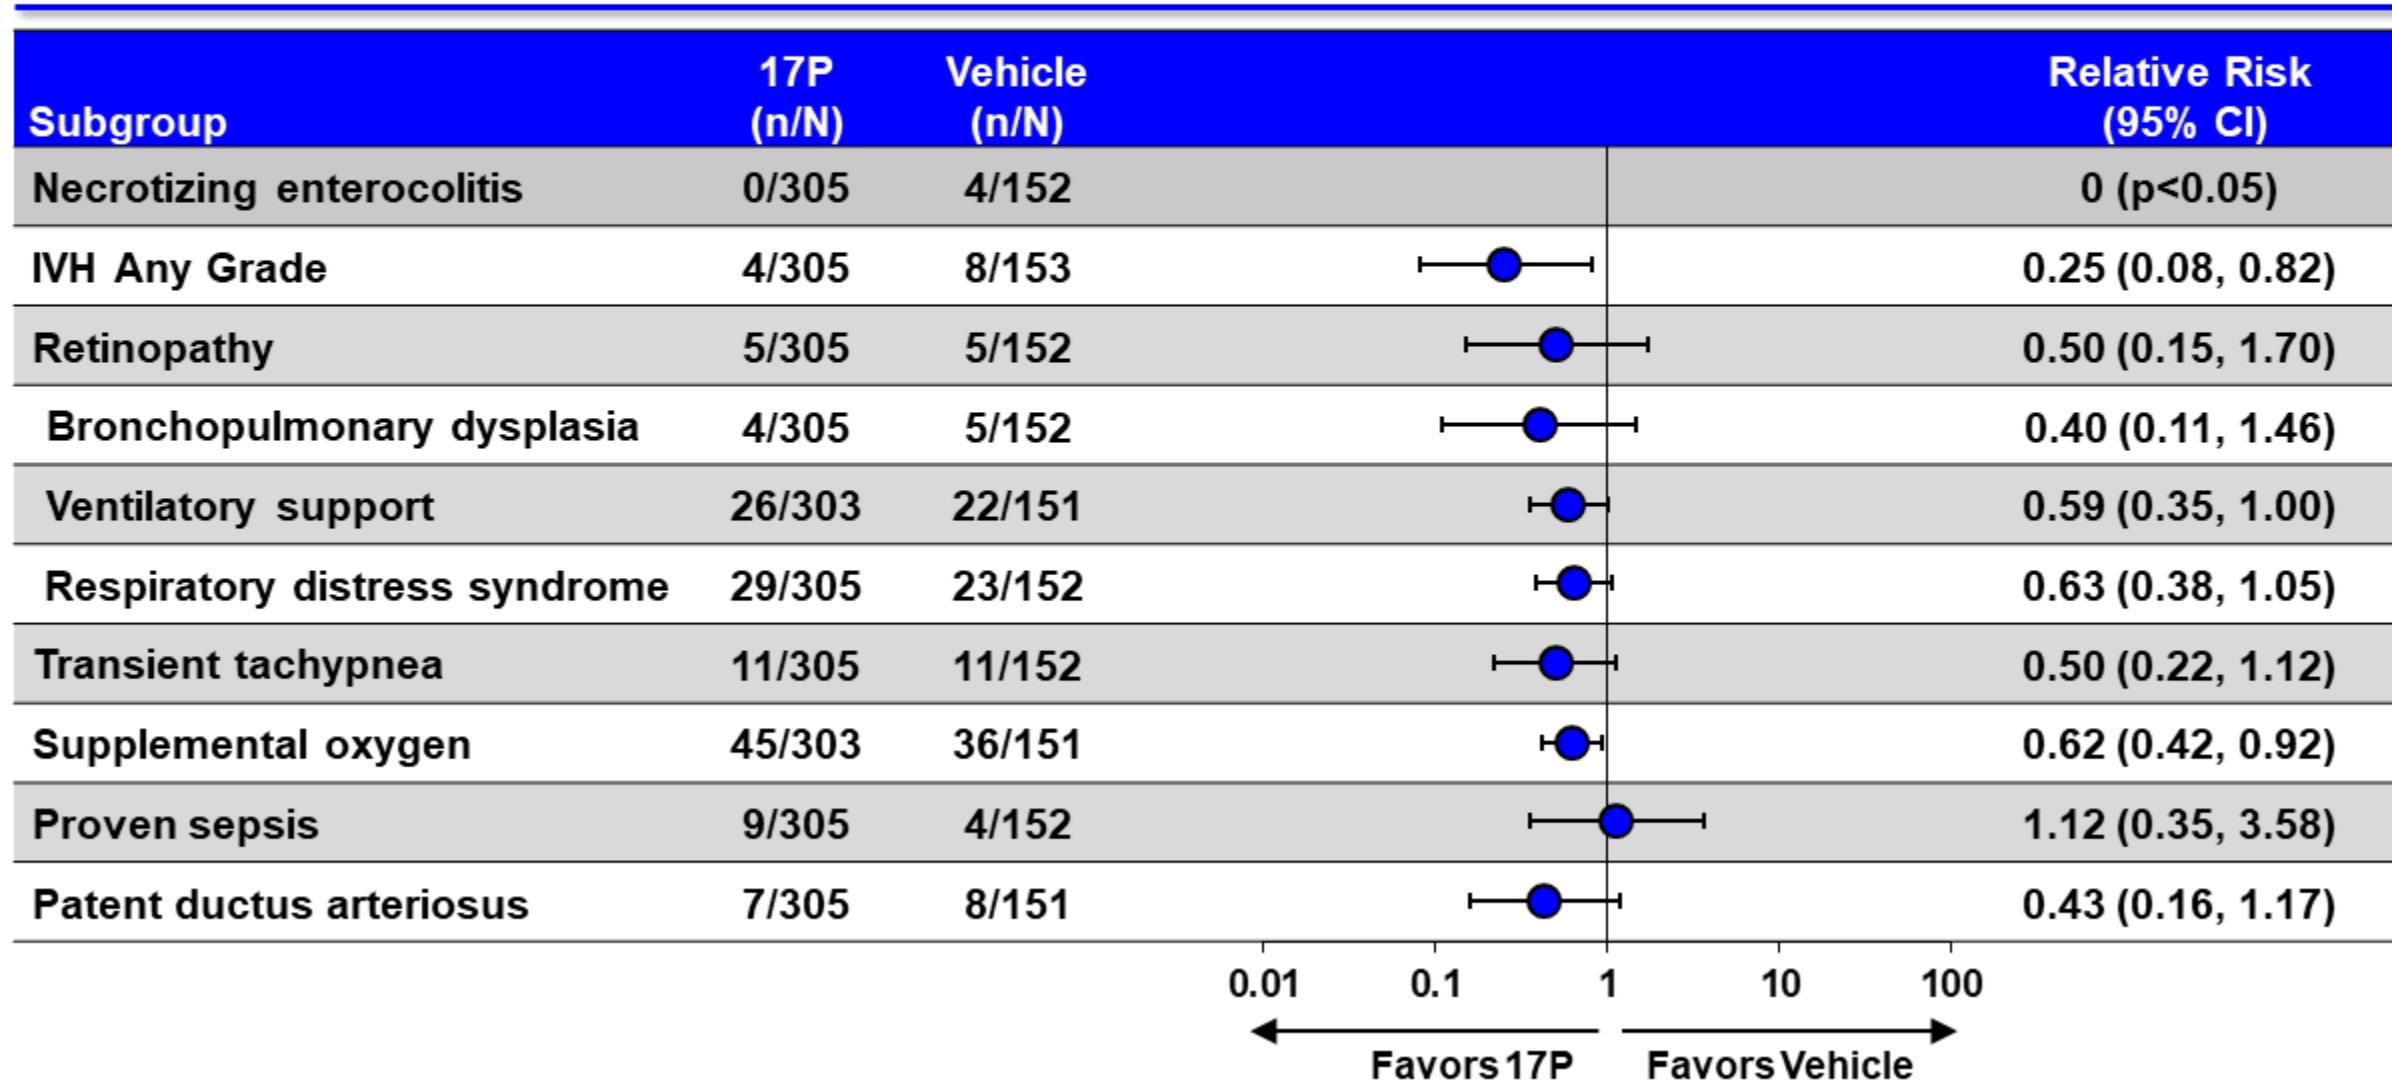 17P Vehicle Relative Risk
Subgroup (n/N) (n/N) (95% CI)
Necrotizing enterocolitis 0/305 4/152 0 (p<0.05)
IVH Any Grade 4/305 8/153 0.25 (0.08, 0.82)
Retinopathy 5/305 5/152 0.50 (0.15, 1.70)
Bronchopulmonary dysplasia 4/305 5/152 0.40 (0.11, 1.46)
Ventilatory support 26/303 22/151 0.59 (0.35, 1.00)
Respiratory distress syndrome 29/305 23/152 0.63 (0.38, 1.05)
Transient tachypnea 11/305 11/152 0.50 (0.22, 1.12)
Supplemental oxygen 45/303 36/151 0.62 (0.42, 0.92)
Proven sepsis 9/305 4/152 1.12 (0.35, 3.58)
Patent ductus arteriosus 7/305 8/151 0.43 (0.16, 1.17)
0.01 0.1 1 10 100
Favors 17P Favors Vehicle